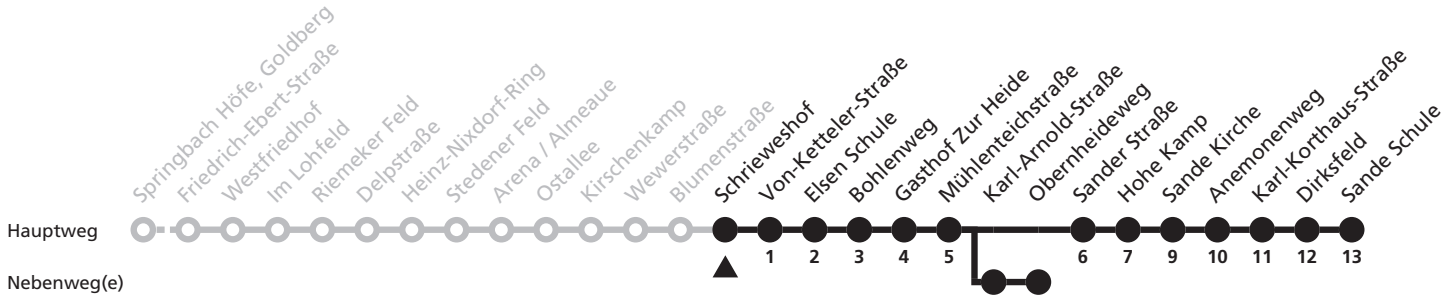 Springbach Höfe, Goldberg
Friedrich-Ebert-Straße
Westfriedhof
Im Lohfeld
Riemeker Feld
Delpstraße
Heinz-Nixdorf-Ring
Stedener Feld
Arena / Almeaue
Ostallee
Kirschenkamp
Wewerstraße
Blumenstraße
Schrieweshof
Von-Ketteler-Straße
Elsen Schule
Bohlenweg
Gasthof Zur Heide
Mühlenteichstraße
Karl-Arnold-Straße
Obernheideweg
Sander Straße
Hohe Kamp
Sande Kirche
Anemonenweg
Karl-Korthaus-Straße
Dirksfeld
Sande Schule
Hauptweg
1 2 3 4 5 6 7 9 10 11 12 13
Nebenweg(e)